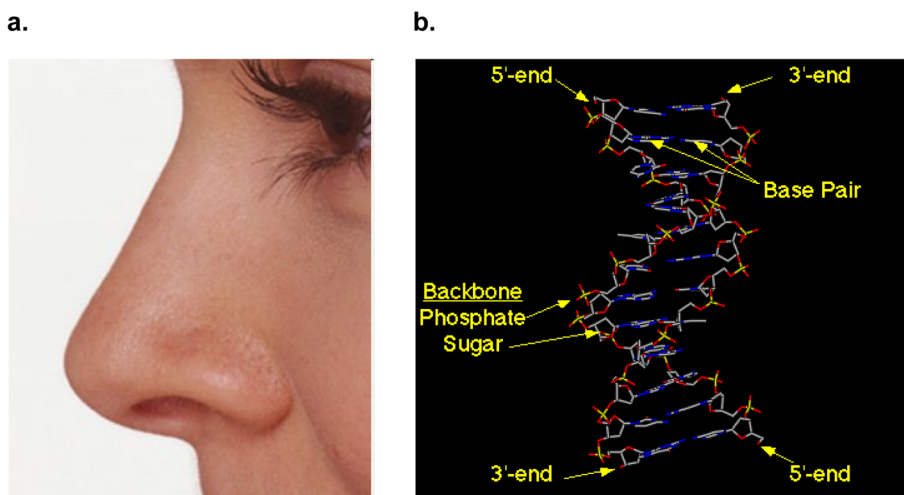 a.
b.
5'-end
3'-end
Base Pair
Backbone
Phosphate
Sugar
3'-end
5'-end